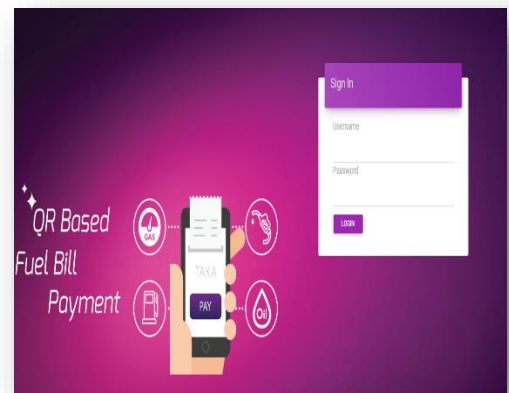 Sign In
Username
Password
LOGIN
QR Based
Fuel Bill
Payment
GAS
TAKA
PAY
Oil